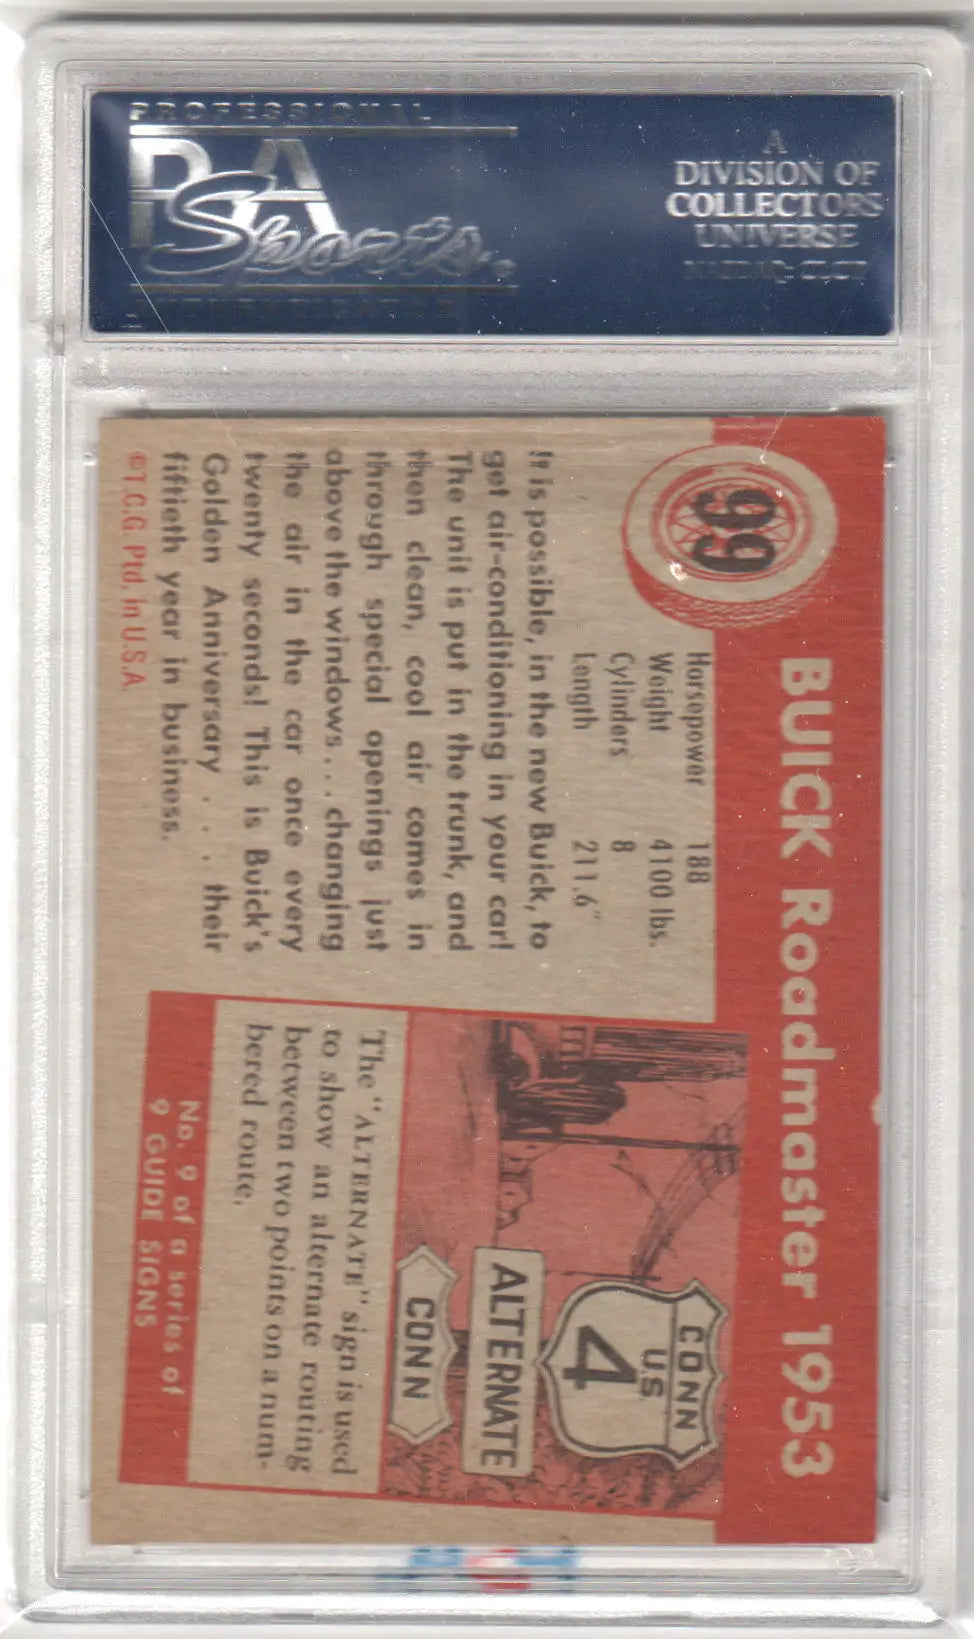 PROFESSIONAL
PSA
Sports
A
DIVISION OF
COLLECTORS
UNIVERSE
99
BUICK Roadmaster 1953
Horsepower 188
Weight 4100 lbs.
Cylinders 8
Length 211.6"
It is possible, in the new Buick, to
get air-conditioning in your car!
The unit is put in the trunk, and
then clean, cool air comes in
through special openings just
above the windows . . . changing
the air in the car once every
twenty seconds! This is Buick's
Golden Anniversary . . . their
fiftieth year in business.
©T.C.G. Ptd. in U.S.A.
CONN
US
4
ALTERNATE
CONN
The "ALTERNATE" sign is used
to show an alternate routing
between two points on a num-
bered route.
No. 9 of a series of
9 GUIDE SIGNS